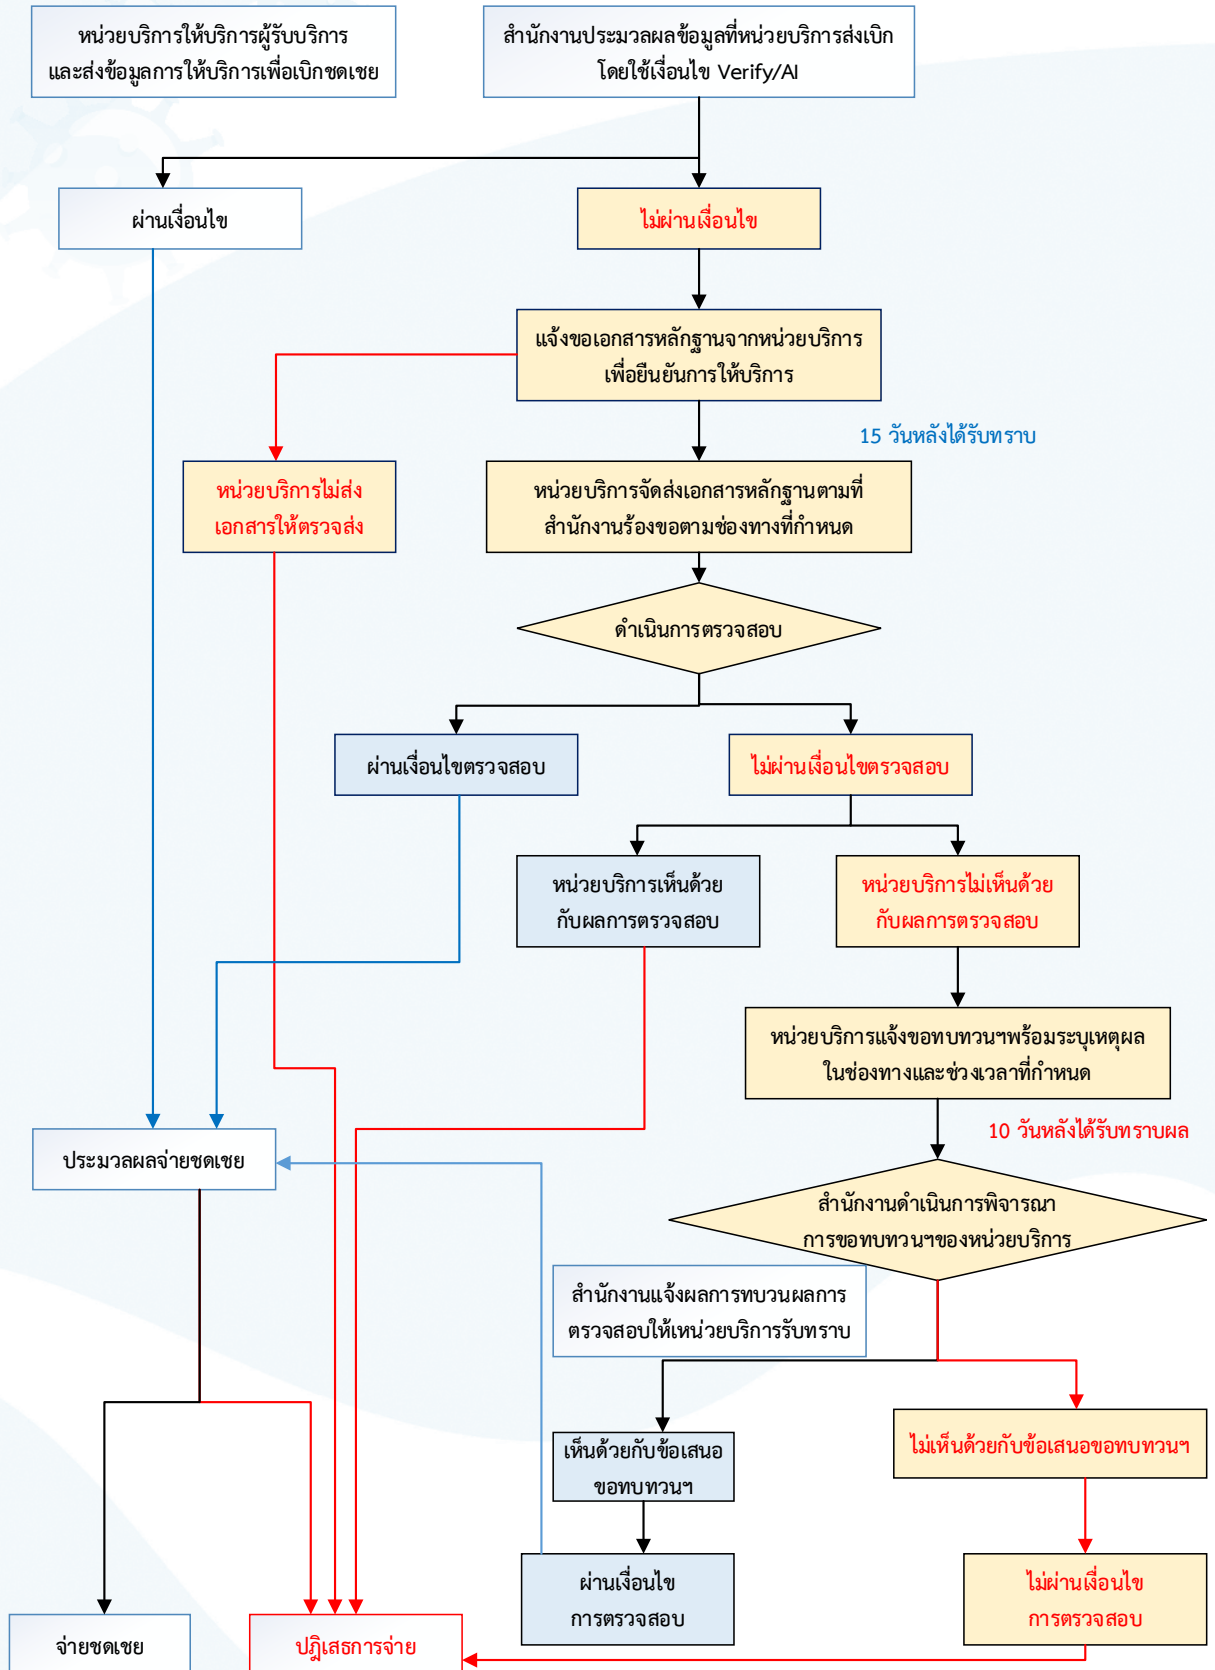 หน่วยบริการให้บริการผู้รับบริการ
และส่งข้อมูลการให้บริการเพื่อเบิกชดเชย
สำนักงานประมวลผลข้อมูลที่หน่วยบริการส่งเบิก
โดยใช้เงื่อนไข Verify/AI
ผ่านเงื่อนไข
ไม่ผ่านเงื่อนไข
แจ้งขอเอกสารหลักฐานจากหน่วยบริการ
เพื่อยืนยันการให้บริการ
15 วันหลังได้รับทราบ
หน่วยบริการไม่ส่ง
เอกสารให้ตรวจส่ง
หน่วยบริการจัดส่งเอกสารหลักฐานตามที่
สำนักงานร้องขอตามช่องทางที่กำหนด
ดำเนินการตรวจสอบ
ผ่านเงื่อนไขตรวจสอบ
ไม่ผ่านเงื่อนไขตรวจสอบ
หน่วยบริการเห็นด้วย
กับผลการตรวจสอบ
หน่วยบริการไม่เห็นด้วย
กับผลการตรวจสอบ
หน่วยบริการแจ้งขอทบทวนฯพร้อมระบุเหตุผล
ในช่องทางและช่วงเวลาที่กำหนด
10 วันหลังได้รับทราบผล
ประมวลผลจ่ายชดเชย
สำนักงานดำเนินการพิจารณา
การขอทบทวนฯของหน่วยบริการ
สำนักงานแจ้งผลการทบวนผลการ
ตรวจสอบให้เหน่วยบริการรับทราบ
เห็นด้วยกับข้อเสนอ
ขอทบทวนฯ
ไม่เห็นด้วยกับข้อเสนอขอทบทวนฯ
ผ่านเงื่อนไข
การตรวจสอบ
ไม่ผ่านเงื่อนไข
การตรวจสอบ
จ่ายชดเชย
ปฏิเสธการจ่าย